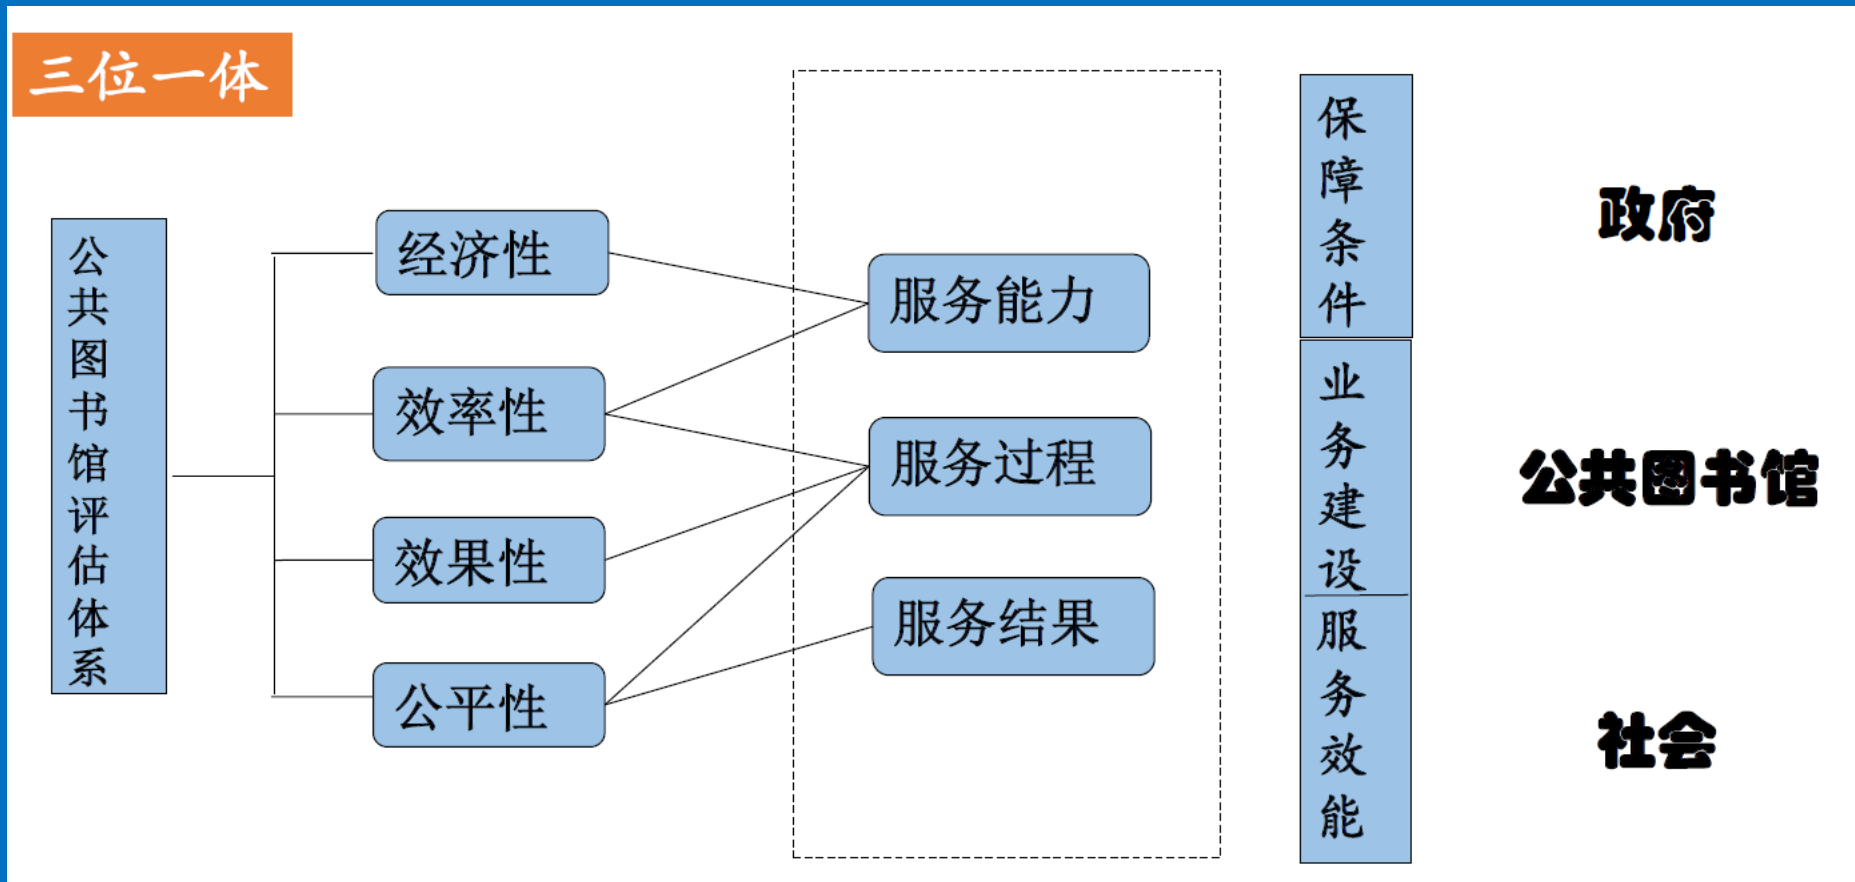 三位一体
公共图书馆评估体系
经济性
效率性
效果性
公平性
服务能力
服务过程
服务结果
保障条件
业务建设
服务效能
政府
公共图书馆
社会